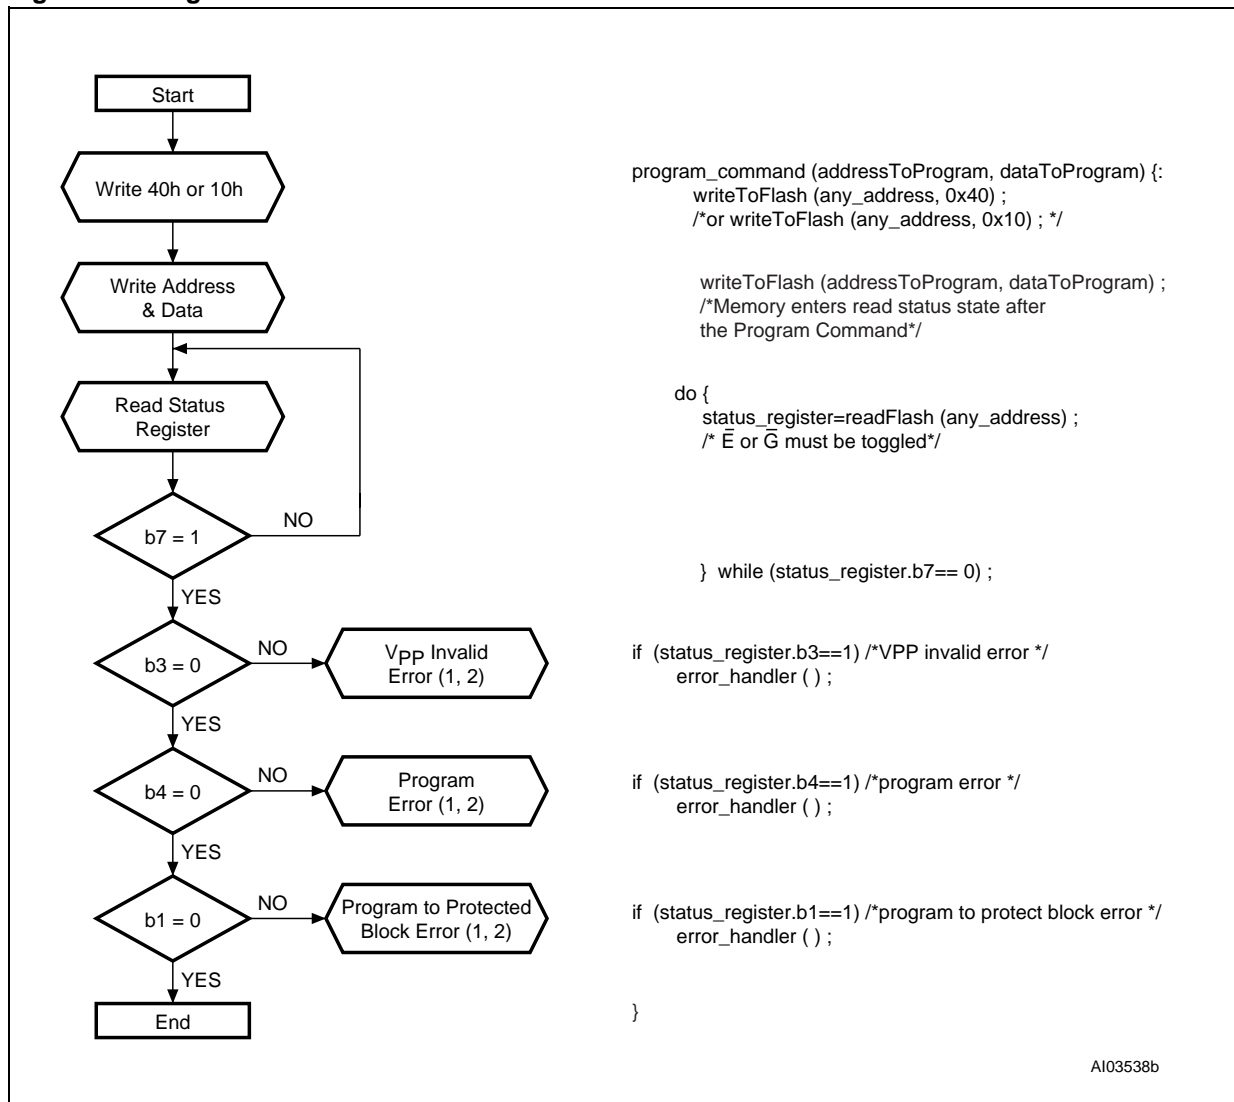 Start
Write 40h or 10h
Write Address
& Data
Read Status
Register
b7 = 1
NO
YES
b3 = 0
NO
VPP Invalid
Error (1, 2)
YES
b4 = 0
NO
Program
Error (1, 2)
YES
b1 = 0
NO
Program to Protected
Block Error (1, 2)
YES
End
program_command (addressToProgram, dataToProgram) {:
writeToFlash (any_address, 0x40) ;
/*or writeToFlash (any_address, 0x10) ; */
writeToFlash (addressToProgram, dataToProgram) ;
/*Memory enters read status state after
the Program Command*/
do {
status_register=readFlash (any_address) ;
/* E̅ or G̅ must be toggled*/
} while (status_register.b7== 0) ;
if (status_register.b3==1) /*VPP invalid error */
error_handler ( ) ;
if (status_register.b4==1) /*program error */
error_handler ( ) ;
if (status_register.b1==1) /*program to protect block error */
error_handler ( ) ;
}
AI03538b